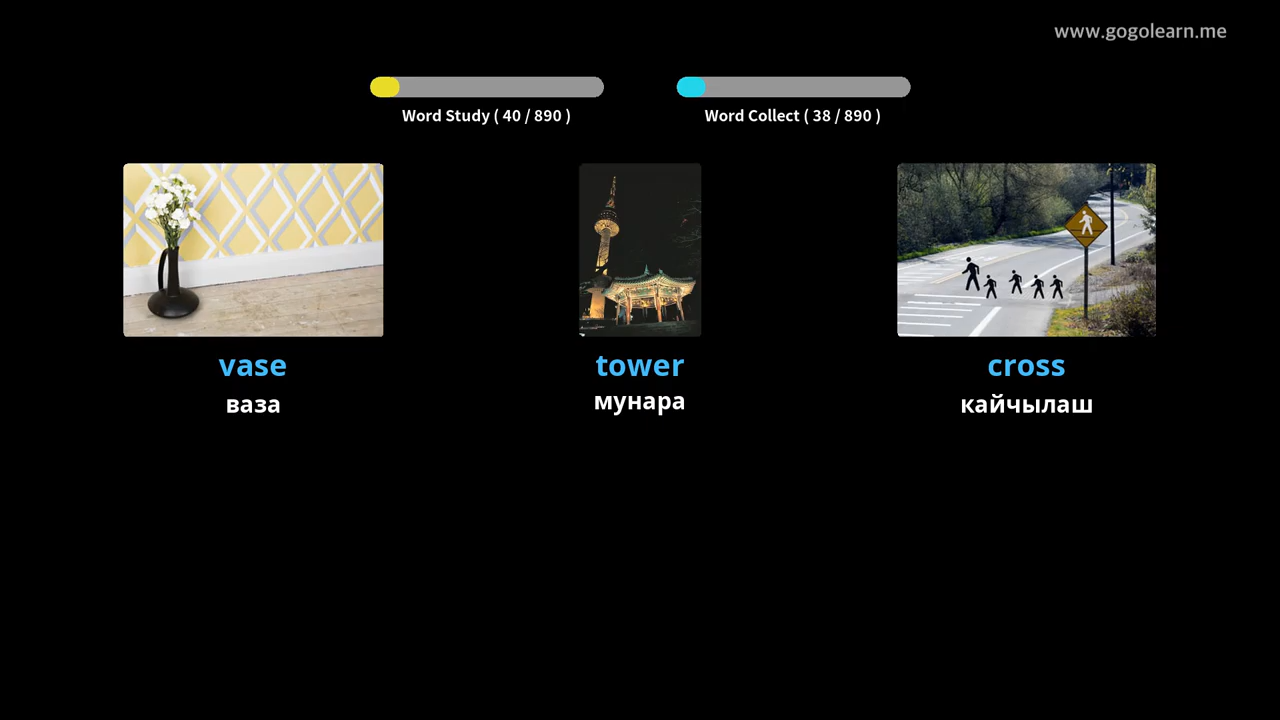 www.gogolearn.me
Word Study ( 40 / 890 )
Word Collect ( 38 / 890 )
vase
ваза
tower
мунара
cross
кайчылаш